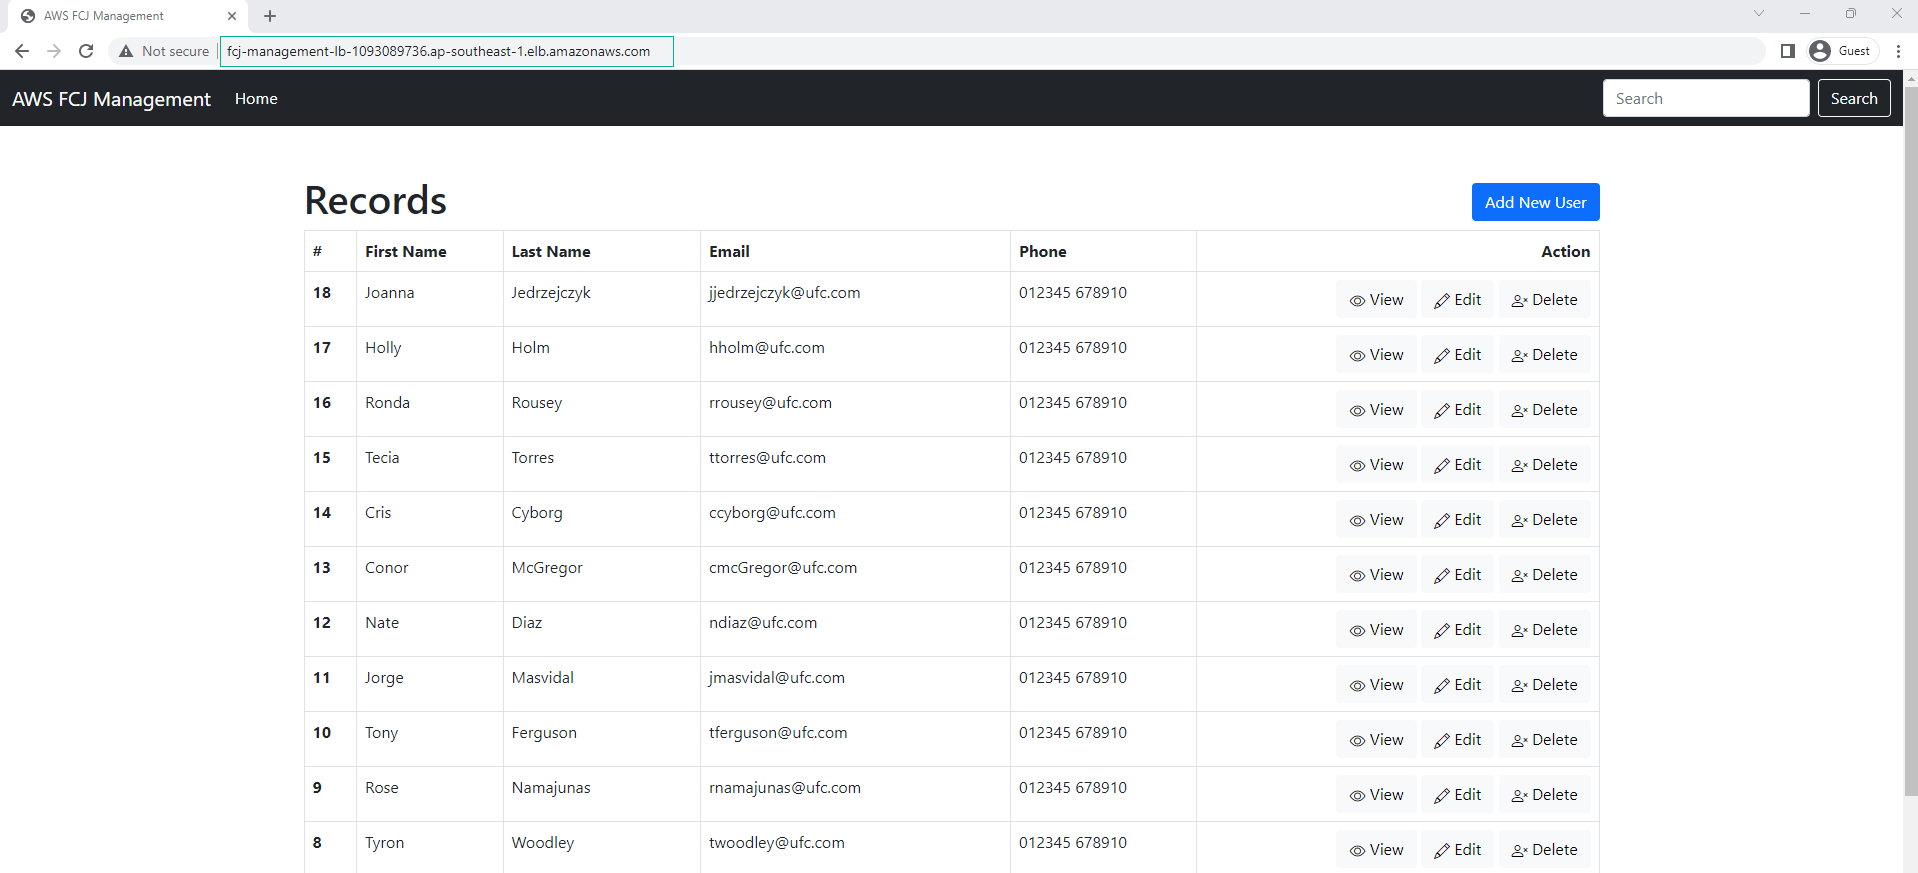 AWS FCJ Management
Not secure fcj-management-lb-1093089736.ap-southeast-1.elb.amazonaws.com Guest
AWS FCJ Management Home Search Search
Records Add New User
# First Name Last Name Email Phone Action
18 Joanna Jedrzejczyk jjedrzejczyk@ufc.com 012345 678910 View Edit Delete
17 Holly Holm hholm@ufc.com 012345 678910 View Edit Delete
16 Ronda Rousey rrousey@ufc.com 012345 678910 View Edit Delete
15 Tecia Torres ttorres@ufc.com 012345 678910 View Edit Delete
14 Cris Cyborg ccyborg@ufc.com 012345 678910 View Edit Delete
13 Conor McGregor cmcGregor@ufc.com 012345 678910 View Edit Delete
12 Nate Diaz ndiaz@ufc.com 012345 678910 View Edit Delete
11 Jorge Masvidal jmasvidal@ufc.com 012345 678910 View Edit Delete
10 Tony Ferguson tferguson@ufc.com 012345 678910 View Edit Delete
9 Rose Namajunas rnamajunas@ufc.com 012345 678910 View Edit Delete
8 Tyron Woodley twoodley@ufc.com 012345 678910 View Edit Delete